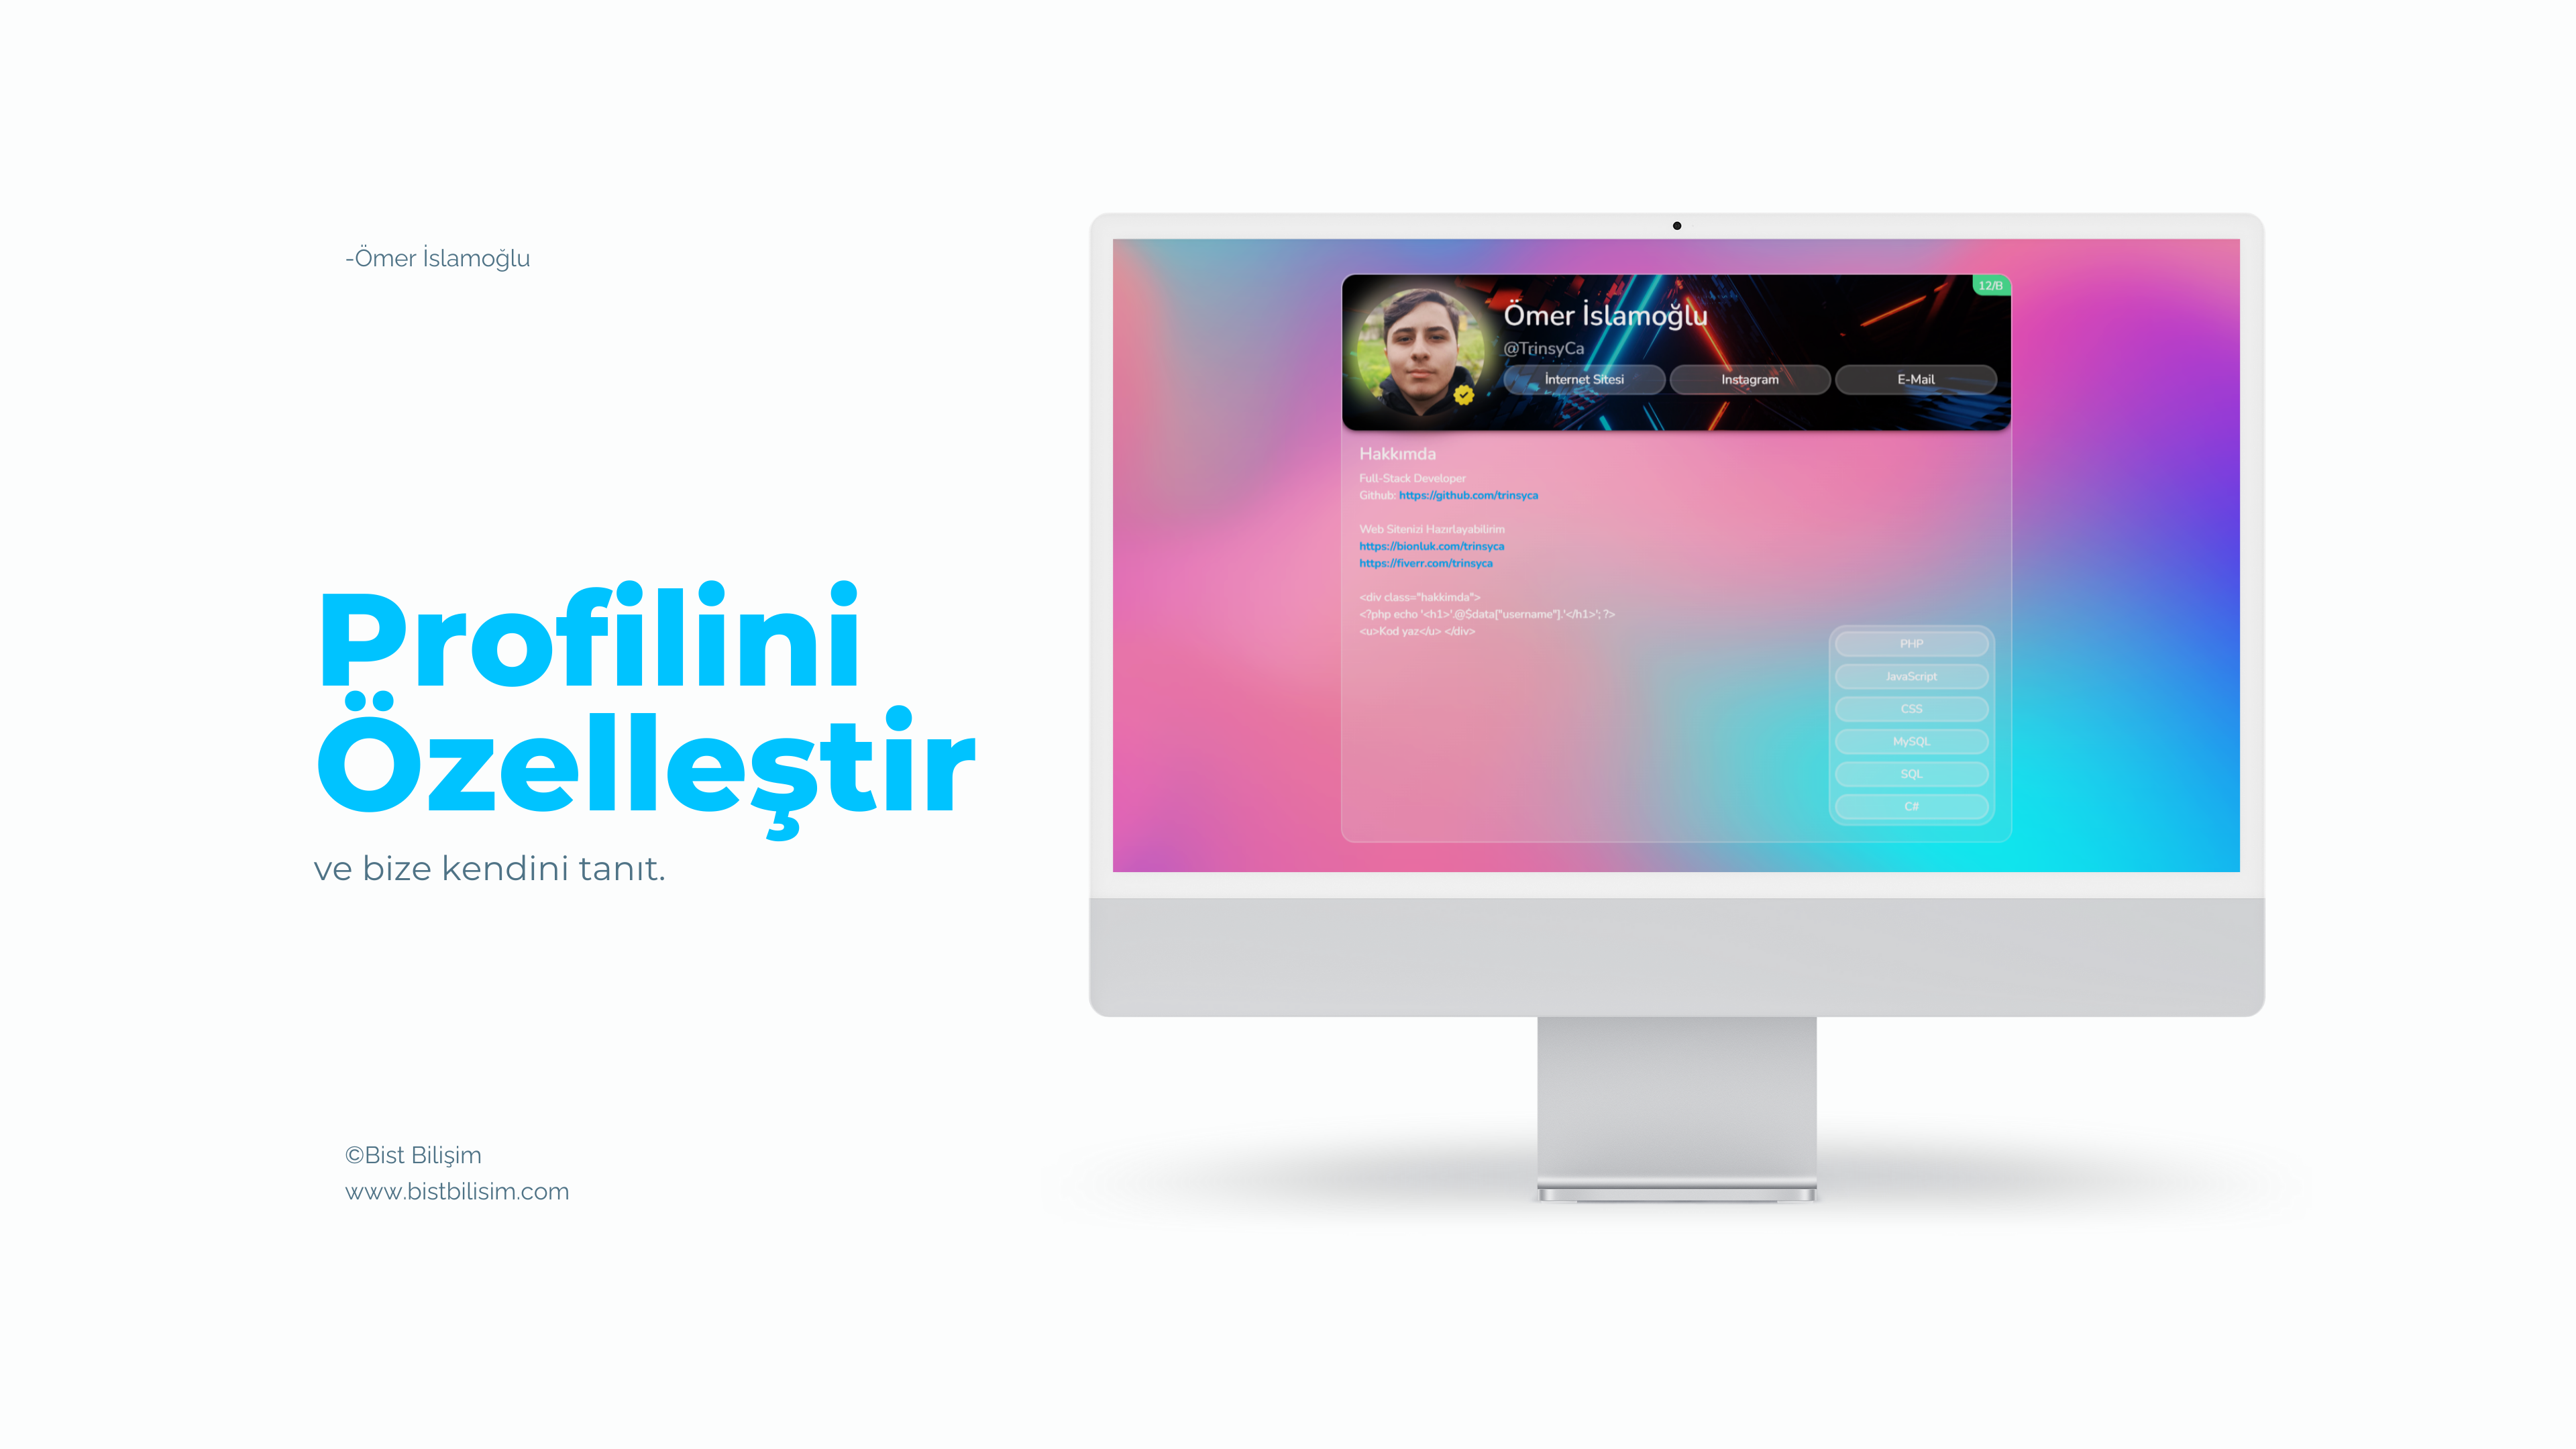 -Ömer İslamoğlu
Profilini
Özelleştir
ve bize kendini tanıt.
©Bist Bilişim
www.bistbilisim.com
12/B
Ömer İslamoğlu
@TrinsyCa
İnternet Sitesi
Instagram
E-Mail
Hakkımda
Full-Stack Developer
Github: https://github.com/trinsyca
Web Sitenizi Hazırlayabilirim
https://bionluk.com/trinsyca
https://fiverr.com/trinsyca
<div class="hakkimda">
<?php echo '<h1>'.@$data["username"].'</h1>'; ?>
<u>Kod yaz</u> </div>
PHP
JavaScript
CSS
MySQL
SQL
C#